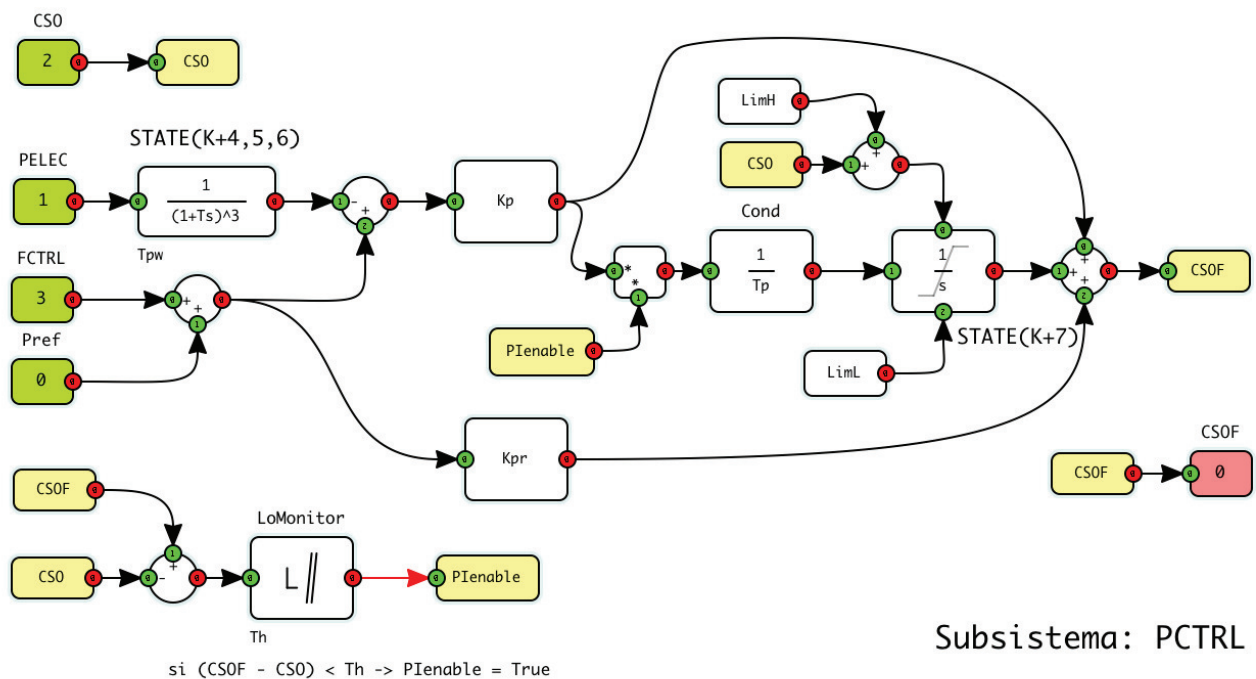 CSO
2
CSO
LimH
STATE(K+4,5,6)
PELEC
1
1
(1+Ts)^3
Tpw
-
+
Kp
CSO
+
+
Cond
1
Tp
1
s
*
*
+
+
+
CSOF
FCTRL
3
+
+
Pref
0
PIenable
LimL
STATE(K+7)
Kpr
CSOF
CSOF
0
CSOF
LoMonitor
CSO
+
-
L
PIenable
Th
si (CSOF - CSO) < Th -> PIenable = True
Subsistema: PCTRL